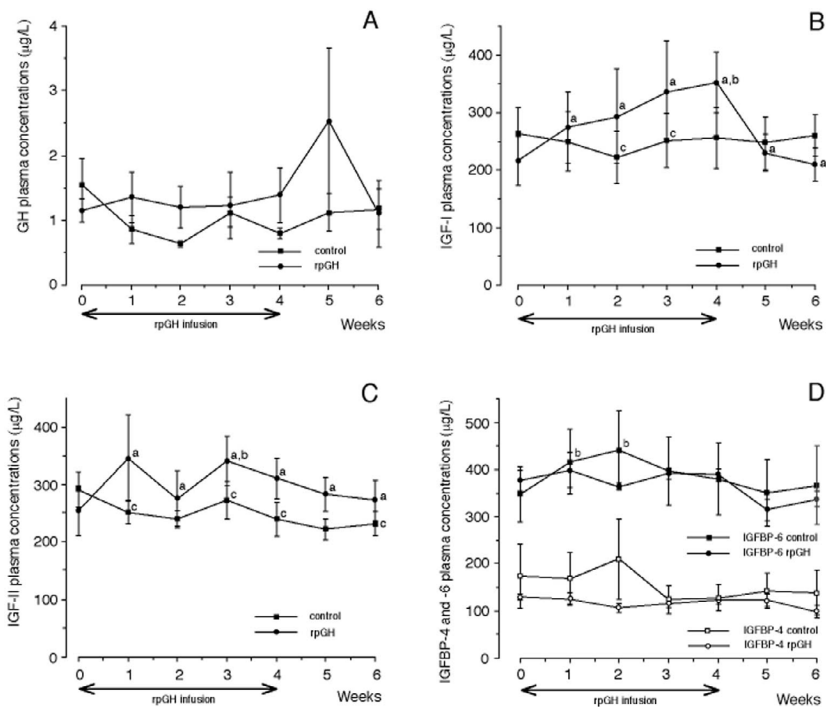 A
GH plasma concentrations (µg/L)
4
3
2
1
0
control
rpGH
0 1 2 3 4 5 6
Weeks
rpGH infusion
B
IGF-I plasma concentrations (µg/L)
400
300
200
100
0
a
a
a
a,b
c
c
a
a
control
rpGH
0 1 2 3 4 5 6
Weeks
rpGH infusion
C
IGF-II plasma concentrations (µg/L)
400
300
200
100
0
a
a
a,b
a
a
a
c
c
c
c
control
rpGH
0 1 2 3 4 5 6
Weeks
rpGH infusion
D
IGFBP-4 and -6 plasma concentrations (µg/L)
500
400
300
200
100
0
b
b
IGFBP-6 control
IGFBP-6 rpGH
IGFBP-4 control
IGFBP-4 rpGH
0 1 2 3 4 5 6
Weeks
rpGH infusion